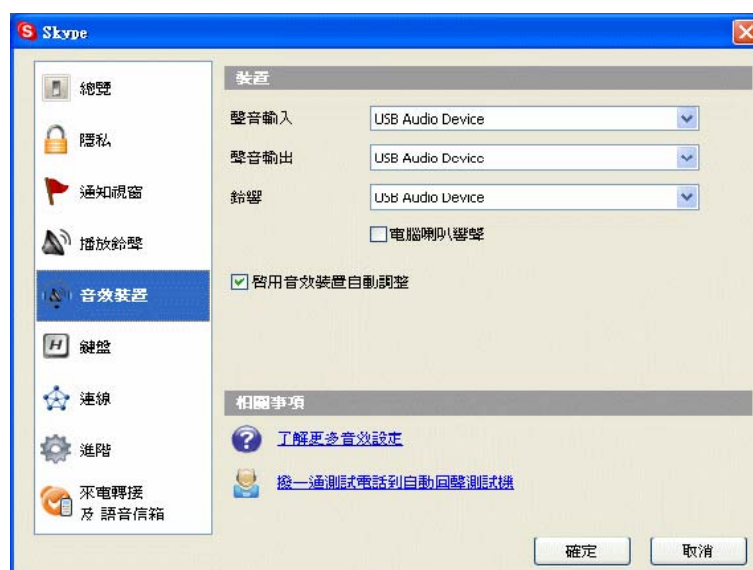 Skype
總覽
隱私
通知視窗
播放鈴聲
音效裝置
鍵盤
連線
進階
來電轉接
及 語音信箱
裝置
聲音輸入 USB Audio Device
聲音輸出 USB Audio Device
鈴響 USB Audio Device
電腦喇叭響聲
啓用音效裝置自動調整
相關事項
了解更多音效設定
撥一通測試電話到自動回聲測試機
確定 取消